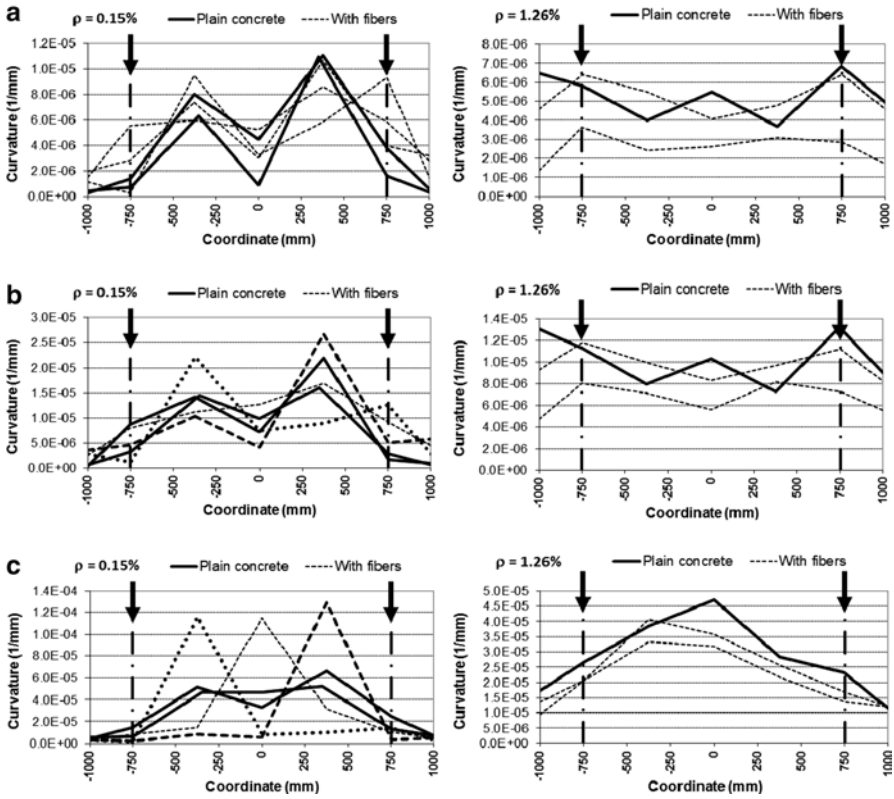 a
ρ = 0.15%
Plain concrete
With fibers
Curvature (1/mm)
1.2E-05
1.0E-05
8.0E-06
6.0E-06
4.0E-06
2.0E-06
0.0E+00
-1000
-750
-500
-250
0
250
500
750
1000
Coordinate (mm)
ρ = 1.26%
Plain concrete
With fibers
Curvature (1/mm)
8.0E-06
7.0E-06
6.0E-06
5.0E-06
4.0E-06
3.0E-06
2.0E-06
1.0E-06
0.0E+00
-1000
-750
-500
-250
0
250
500
750
1000
Coordinate (mm)
b
ρ = 0.15%
Plain concrete
With fibers
Curvature (1/mm)
3.0E-05
2.5E-05
2.0E-05
1.5E-05
1.0E-05
5.0E-06
0.0E+00
-1000
-750
-500
-250
0
250
500
750
1000
Coordinate (mm)
ρ = 1.26%
Plain concrete
With fibers
Curvature (1/mm)
1.4E-05
1.2E-05
1.0E-05
8.0E-06
6.0E-06
4.0E-06
2.0E-06
0.0E+00
-1000
-750
-500
-250
0
250
500
750
1000
Coordinate (mm)
c
ρ = 0.15%
Plain concrete
With fibers
Curvature (1/mm)
1.4E-04
1.2E-04
1.0E-04
8.0E-05
6.0E-05
4.0E-05
2.0E-05
0.0E+00
-1000
-750
-500
-250
0
250
500
750
1000
Coordinate (mm)
ρ = 1.26%
Plain concrete
With fibers
Curvature (1/mm)
5.0E-05
4.5E-05
4.0E-05
3.5E-05
3.0E-05
2.5E-05
2.0E-05
1.5E-05
1.0E-05
5.0E-06
0.0E+00
-1000
-750
-500
-250
0
250
500
750
1000
Coordinate (mm)